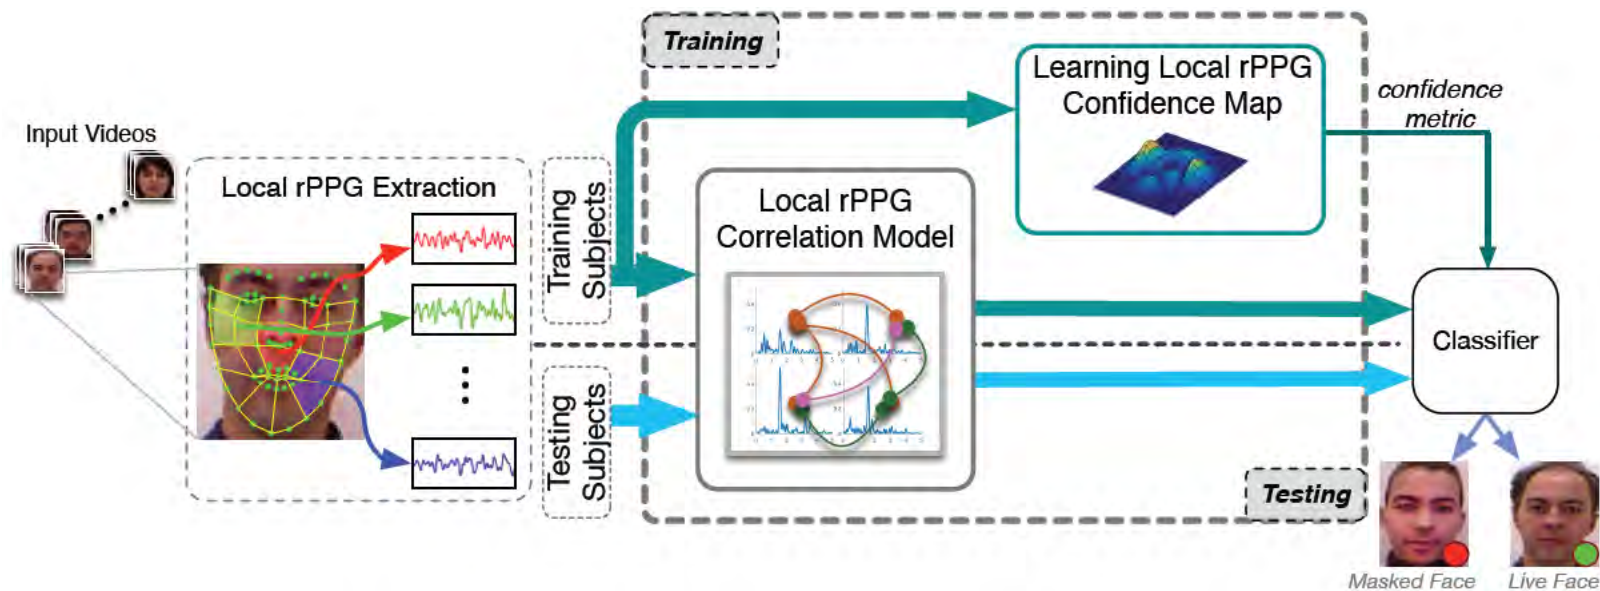 Training
Input Videos
Local rPPG Extraction
Training
Subjects
Testing
Subjects
Local rPPG
Correlation Model
Learning Local rPPG
Confidence Map
confidence
metric
Classifier
Testing
Masked Face
Live Face